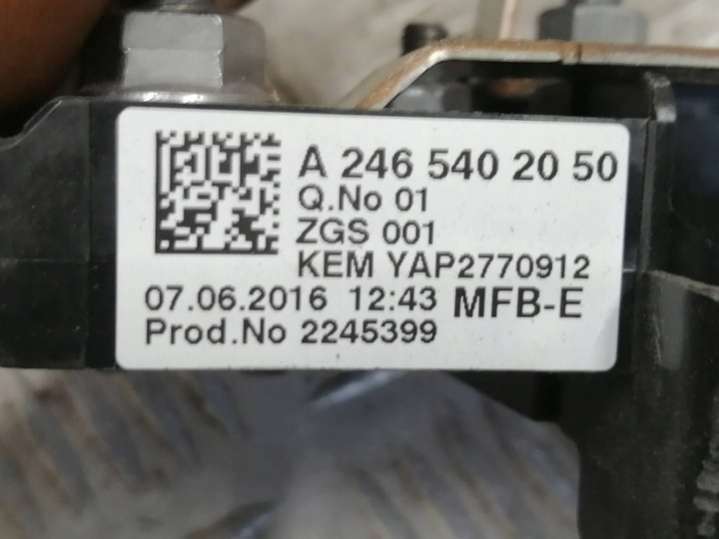 A 246 540 20 50
Q.No 01
ZGS 001
KEM YAP2770912
07.06.2016 12:43 MFB-E
Prod.No 2245399